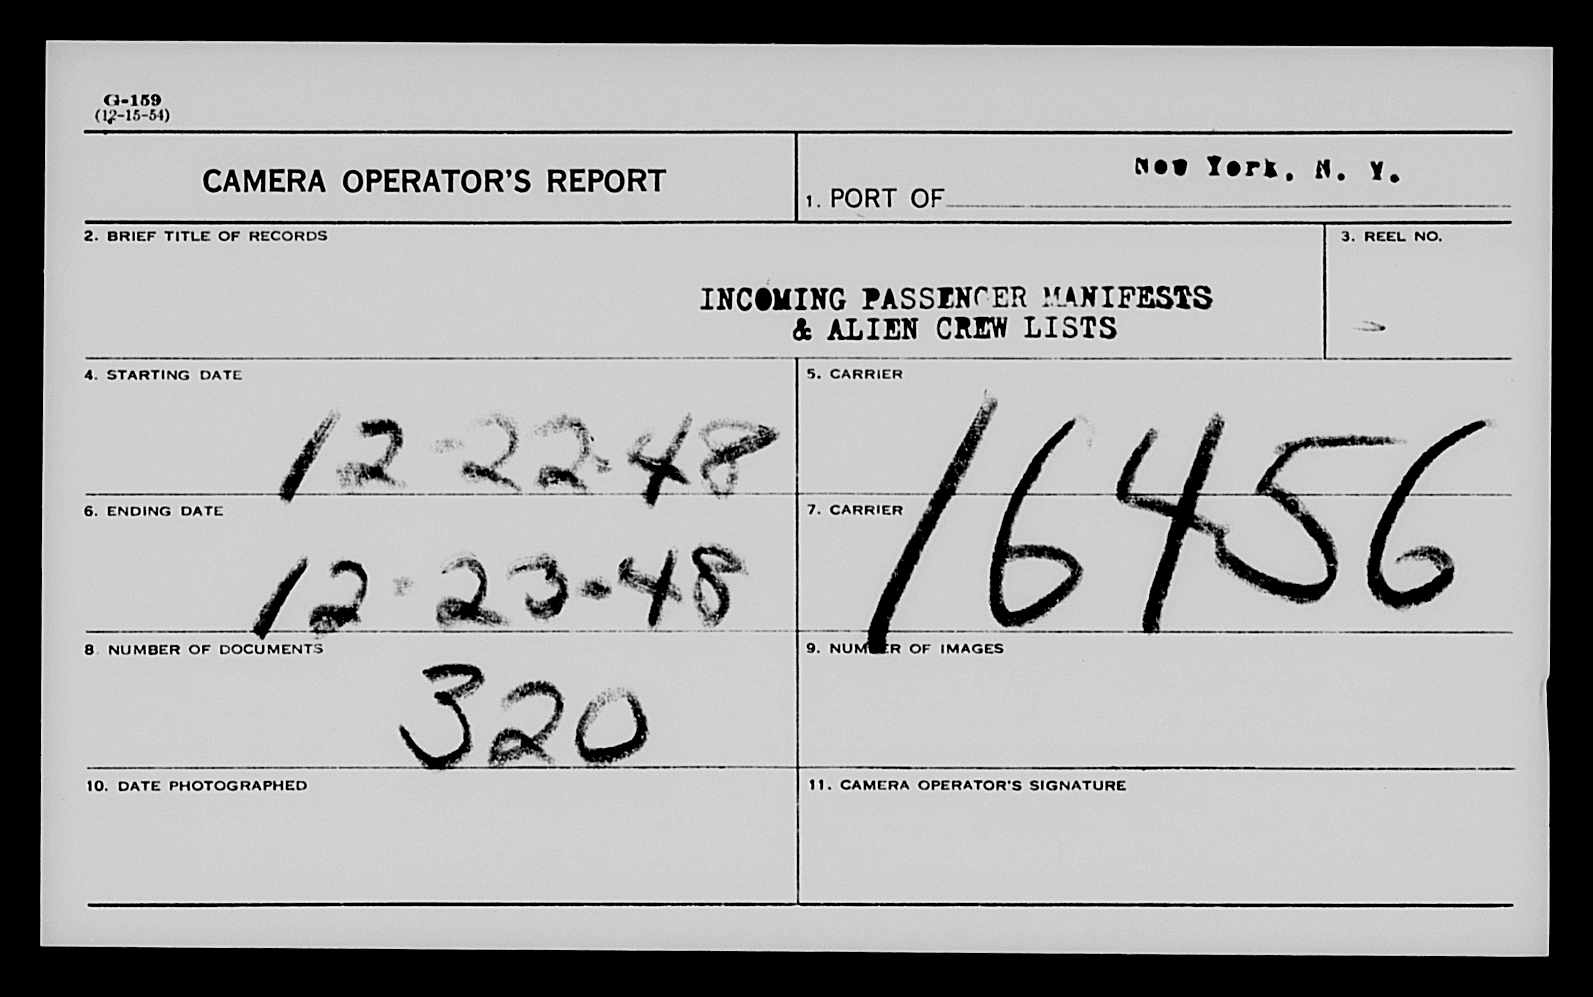 G-159
(12-15-54)
CAMERA OPERATOR'S REPORT
1. PORT OF New York, N. Y.
2. BRIEF TITLE OF RECORDS
INCOMING PASSENGER MANIFESTS
& ALIEN CREW LISTS
3. REEL NO.
4. STARTING DATE
12-22-48
5. CARRIER
16456
6. ENDING DATE
12-23-48
7. CARRIER
8 NUMBER OF DOCUMENTS
320
9. NUMBER OF IMAGES
10. DATE PHOTOGRAPHED
11. CAMERA OPERATOR'S SIGNATURE